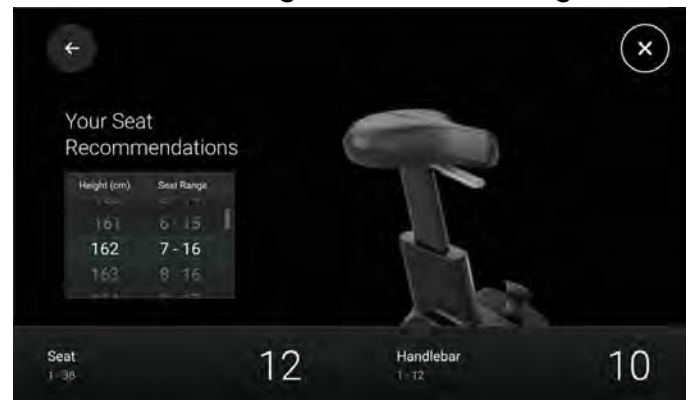 Your Seat
Recommendations
Height (cm) Seat Range
161 6 - 15
162 7 - 16
163 8 - 16
Seat 12 Handlebar 10
1 - 38 1 - 12